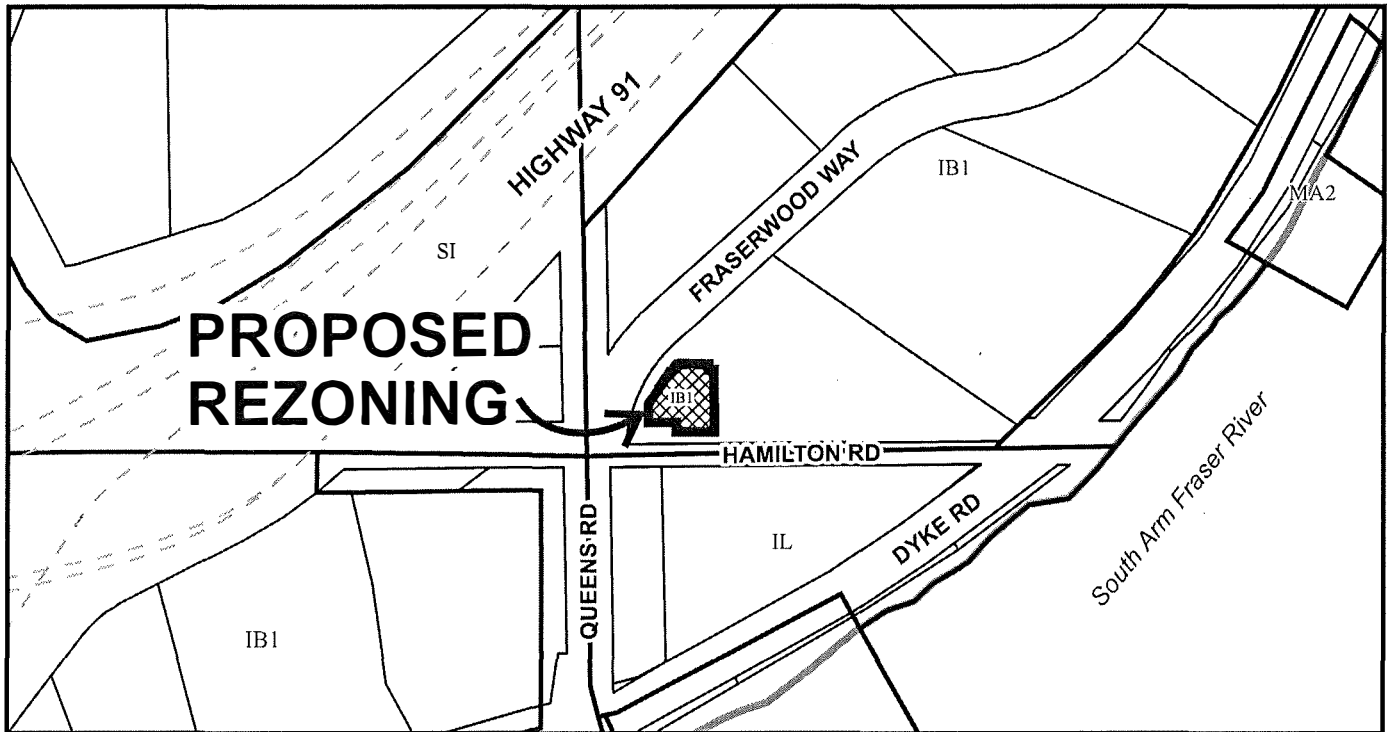 HIGHWAY 91
FRASERWOOD WAY
IB1
MA2
SI
PROPOSED
REZONING
IB1
HAMILTON RD
QUEENS RD
IL
DYKE RD
South Arm Fraser River
IB1